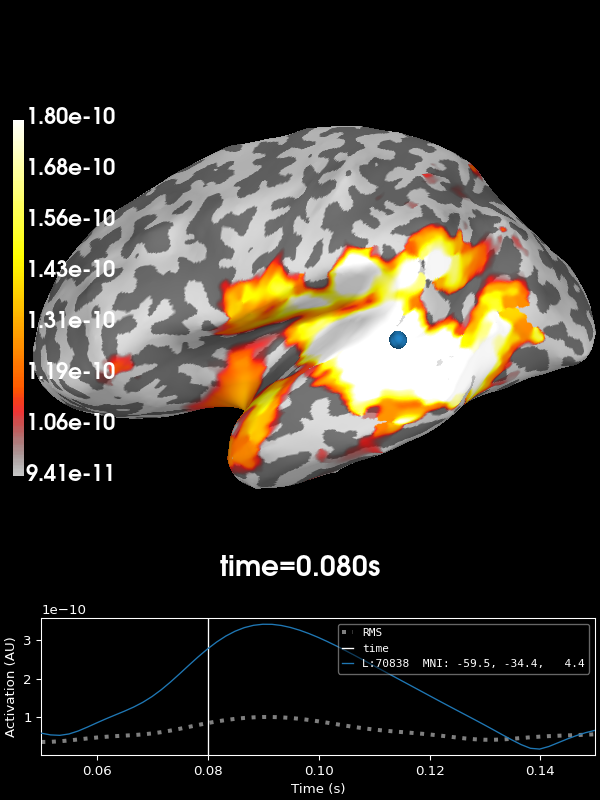 1.80e-10
1.68e-10
1.56e-10
1.43e-10
1.31e-10
1.19e-10
1.06e-10
9.41e-11
time=0.080s
1e−10
3
2
1
Activation (AU)
RMS
time
L:70838  MNI: -59.5, -34.4,   4.4
0.06 0.08 0.10 0.12 0.14
Time (s)